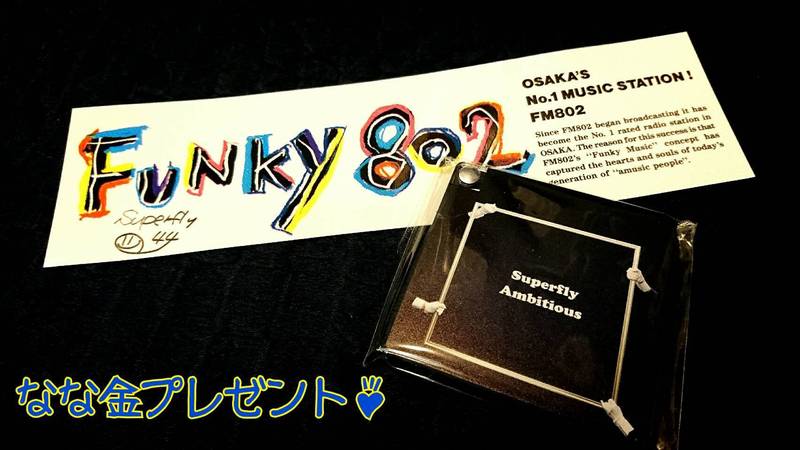 FUNKY 802
Superfly
44
OSAKA'S
No.1 MUSIC STATION!
FM802
Since FM802 began broadcasting it has
become the No. 1 rated radio station in
OSAKA. The reason for this success is that
FM802's "Funky Music" concept has
captured the hearts and souls of today's
generation of "amusic people".
Superfly
Ambitious
なな金プレゼント